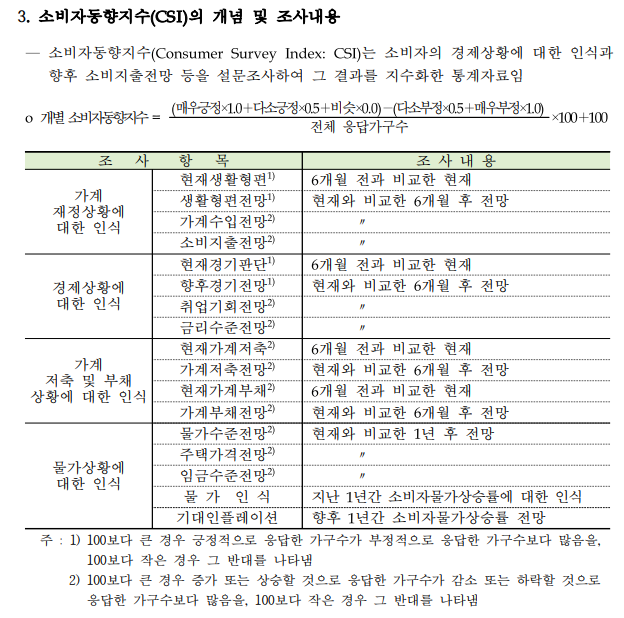 3. 소비자동향지수(CSI)의 개념 및 조사내용
— 소비자동향지수(Consumer Survey Index: CSI)는 소비자의 경제상황에 대한 인식과
향후 소비지출전망 등을 설문조사하여 그 결과를 지수화한 통계자료임
o 개별 소비자동향지수 = (매우긍정×1.0+다소긍정×0.5+비슷×0.0)−(다소부정×0.5+매우부정×1.0) ×100+100
전체 응답가구수
조 사 항 목 조 사 내 용
가계
재정상황에
대한 인식
현재생활형편1) 6개월 전과 비교한 현재
생활형편전망1) 현재와 비교한 6개월 후 전망
가계수입전망2) 〃
소비지출전망2) 〃
경제상황에
대한 인식
현재경기판단1) 6개월 전과 비교한 현재
향후경기전망1) 현재와 비교한 6개월 후 전망
취업기회전망2) 〃
금리수준전망2) 〃
가계
저축 및 부채
상황에 대한 인식
현재가계저축2) 6개월 전과 비교한 현재
가계저축전망2) 현재와 비교한 6개월 후 전망
현재가계부채2) 6개월 전과 비교한 현재
가계부채전망2) 현재와 비교한 6개월 후 전망
물가상황에
대한 인식
물가수준전망2) 현재와 비교한 1년 후 전망
주택가격전망2) 〃
임금수준전망2) 〃
물 가 인 식 지난 1년간 소비자물가상승률에 대한 인식
기대인플레이션 향후 1년간 소비자물가상승률 전망
주 : 1) 100보다 큰 경우 긍정적으로 응답한 가구수가 부정적으로 응답한 가구수보다 많음을,
100보다 작은 경우 그 반대를 나타냄
2) 100보다 큰 경우 증가 또는 상승할 것으로 응답한 가구수가 감소 또는 하락할 것으로
응답한 가구수보다 많음을, 100보다 작은 경우 그 반대를 나타냄